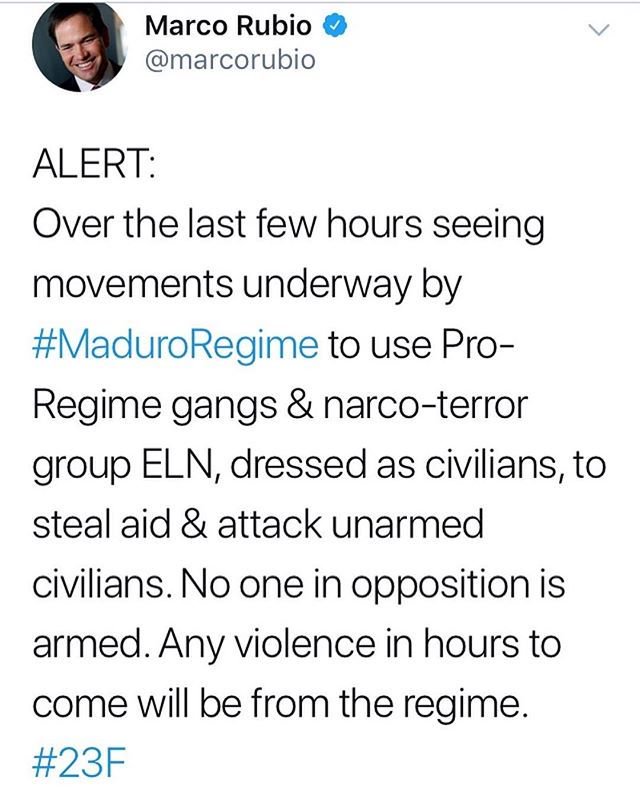 Marco Rubio
@marcorubio
ALERT:
Over the last few hours seeing
movements underway by
#MaduroRegime to use Pro-
Regime gangs & narco-terror
group ELN, dressed as civilians, to
steal aid & attack unarmed
civilians. No one in opposition is
armed. Any violence in hours to
come will be from the regime.
#23F